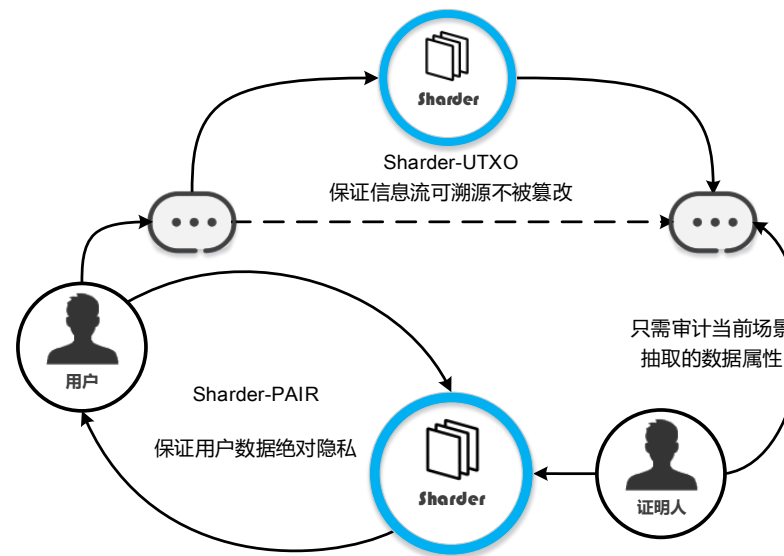 Sharder
Sharder-UTXO
保证信息流可溯源不被篡改
只需审计当前场景
抽取的数据属性
用户
Sharder-PAIR
保证用户数据绝对隐私
Sharder
证明人